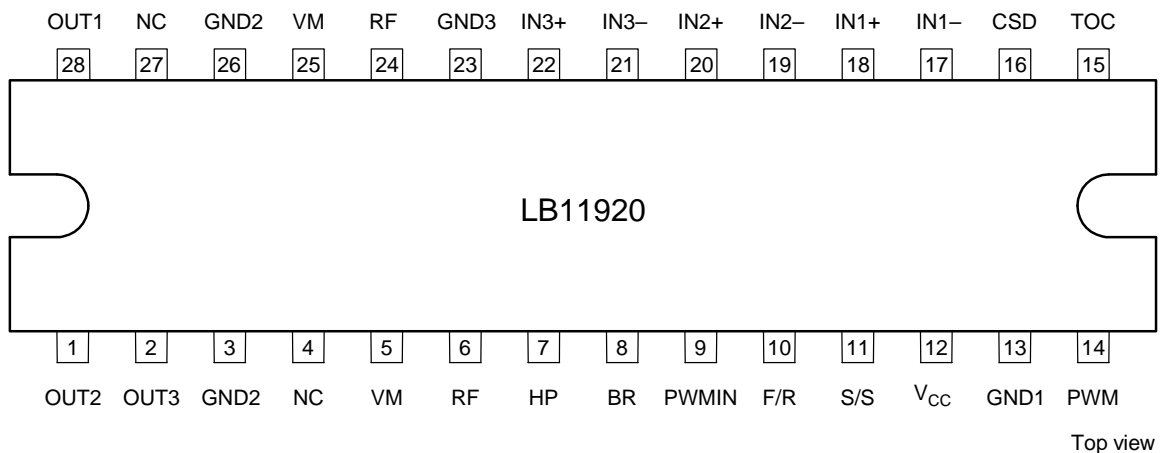 OUT1 NC GND2 VM RF GND3 IN3+ IN3– IN2+ IN2– IN1+ IN1– CSD TOC
28 27 26 25 24 23 22 21 20 19 18 17 16 15
LB11920
1 2 3 4 5 6 7 8 9 10 11 12 13 14
OUT2 OUT3 GND2 NC VM RF HP BR PWMIN F/R S/S VCC GND1 PWM
Top view